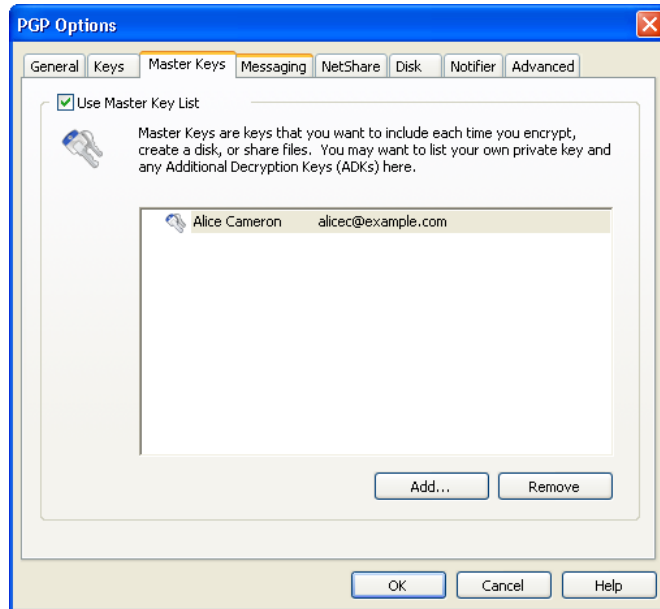 PGP Options
General Keys Master Keys Messaging NetShare Disk Notifier Advanced
Use Master Key List
Master Keys are keys that you want to include each time you encrypt,
create a disk, or share files. You may want to list your own private key and
any Additional Decryption Keys (ADKs) here.
Alice Cameron alicec@example.com
Add... Remove
OK Cancel Help